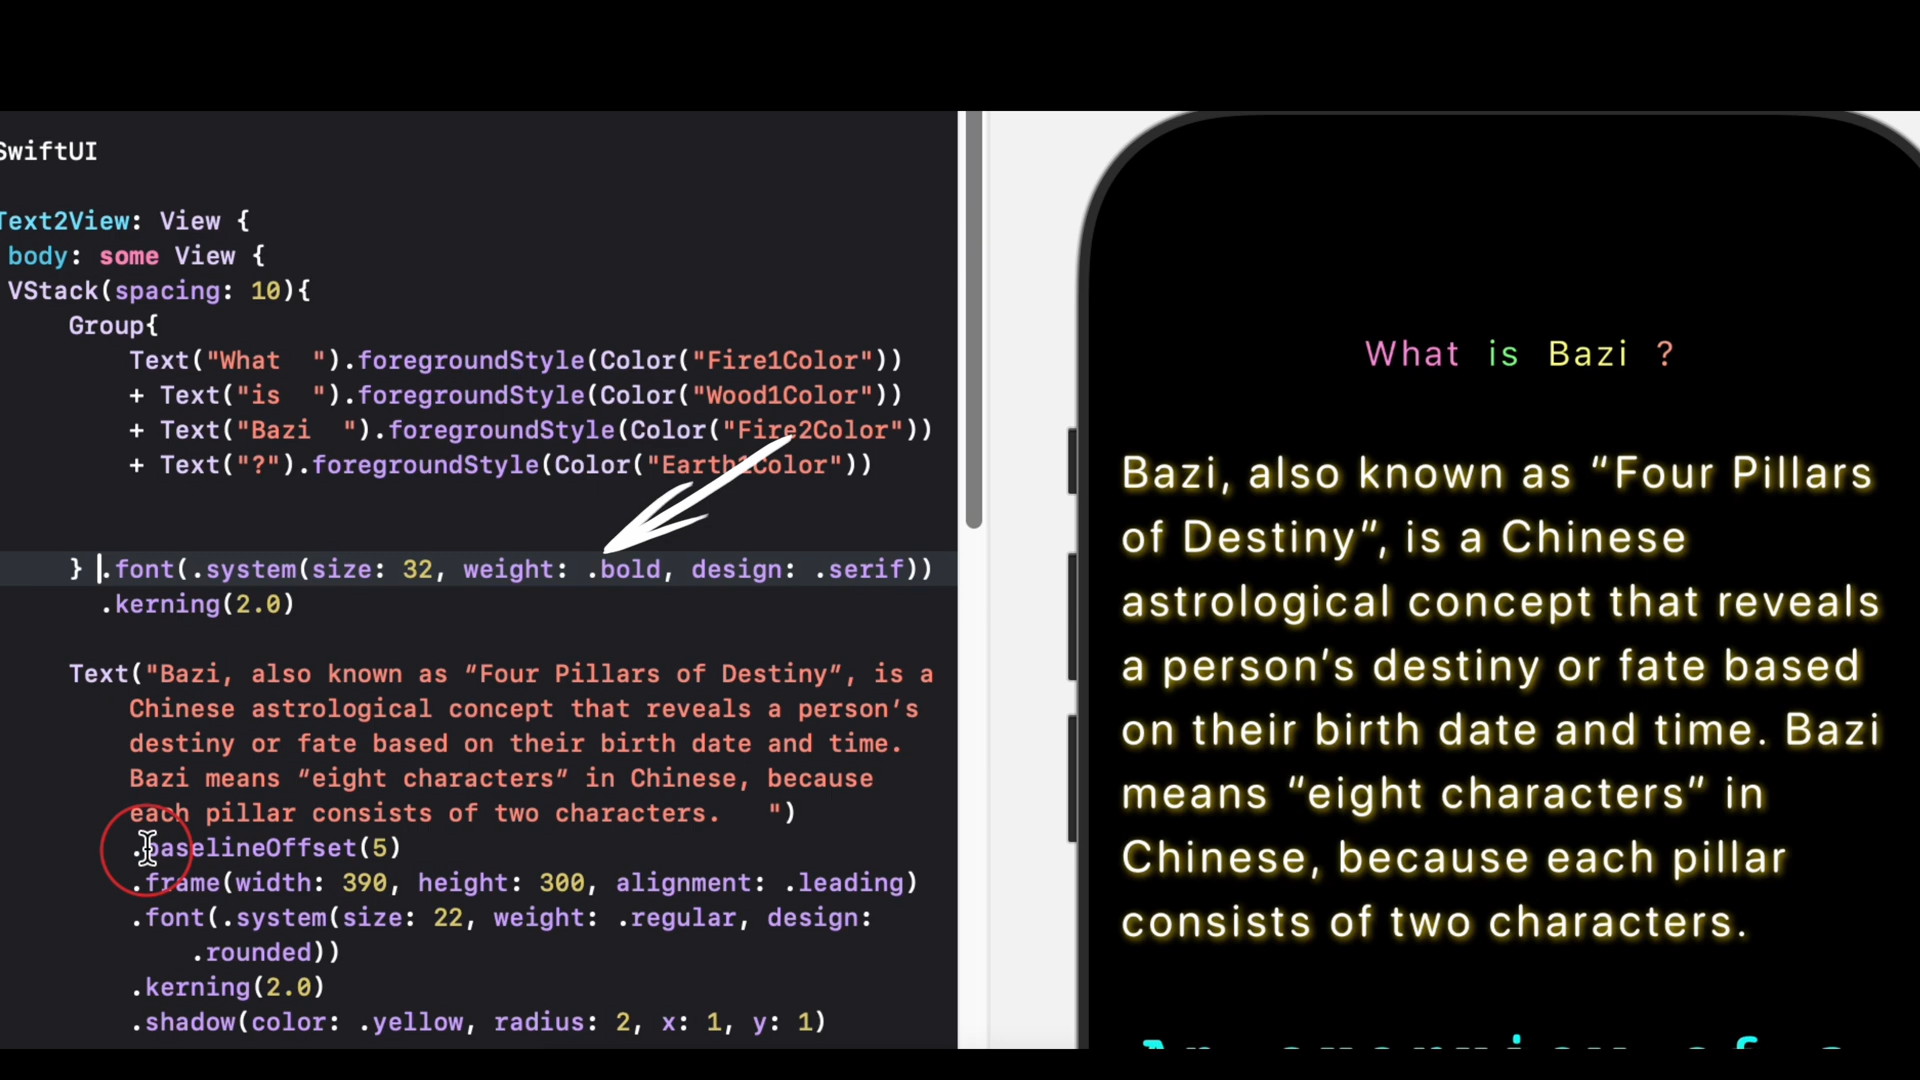 SwiftUI
Text2View: View {
body: some View {
VStack(spacing: 10){
Group{
Text("What  ").foregroundStyle(Color("Fire1Color"))
+ Text("is  ").foregroundStyle(Color("Wood1Color"))
+ Text("Bazi  ").foregroundStyle(Color("Fire2Color"))
+ Text("?").foregroundStyle(Color("Earth1Color"))
} .font(.system(size: 32, weight: .bold, design: .serif))
.kerning(2.0)
Text("Bazi, also known as “Four Pillars of Destiny”, is a
Chinese astrological concept that reveals a person’s
destiny or fate based on their birth date and time.
Bazi means “eight characters” in Chinese, because
each pillar consists of two characters.   ")
.baselineOffset(5)
.frame(width: 390, height: 300, alignment: .leading)
.font(.system(size: 22, weight: .regular, design:
.rounded))
.kerning(2.0)
.shadow(color: .yellow, radius: 2, x: 1, y: 1)
What is Bazi ?
Bazi, also known as “Four Pillars
of Destiny”, is a Chinese
astrological concept that reveals
a person’s destiny or fate based
on their birth date and time. Bazi
means “eight characters” in
Chinese, because each pillar
consists of two characters.